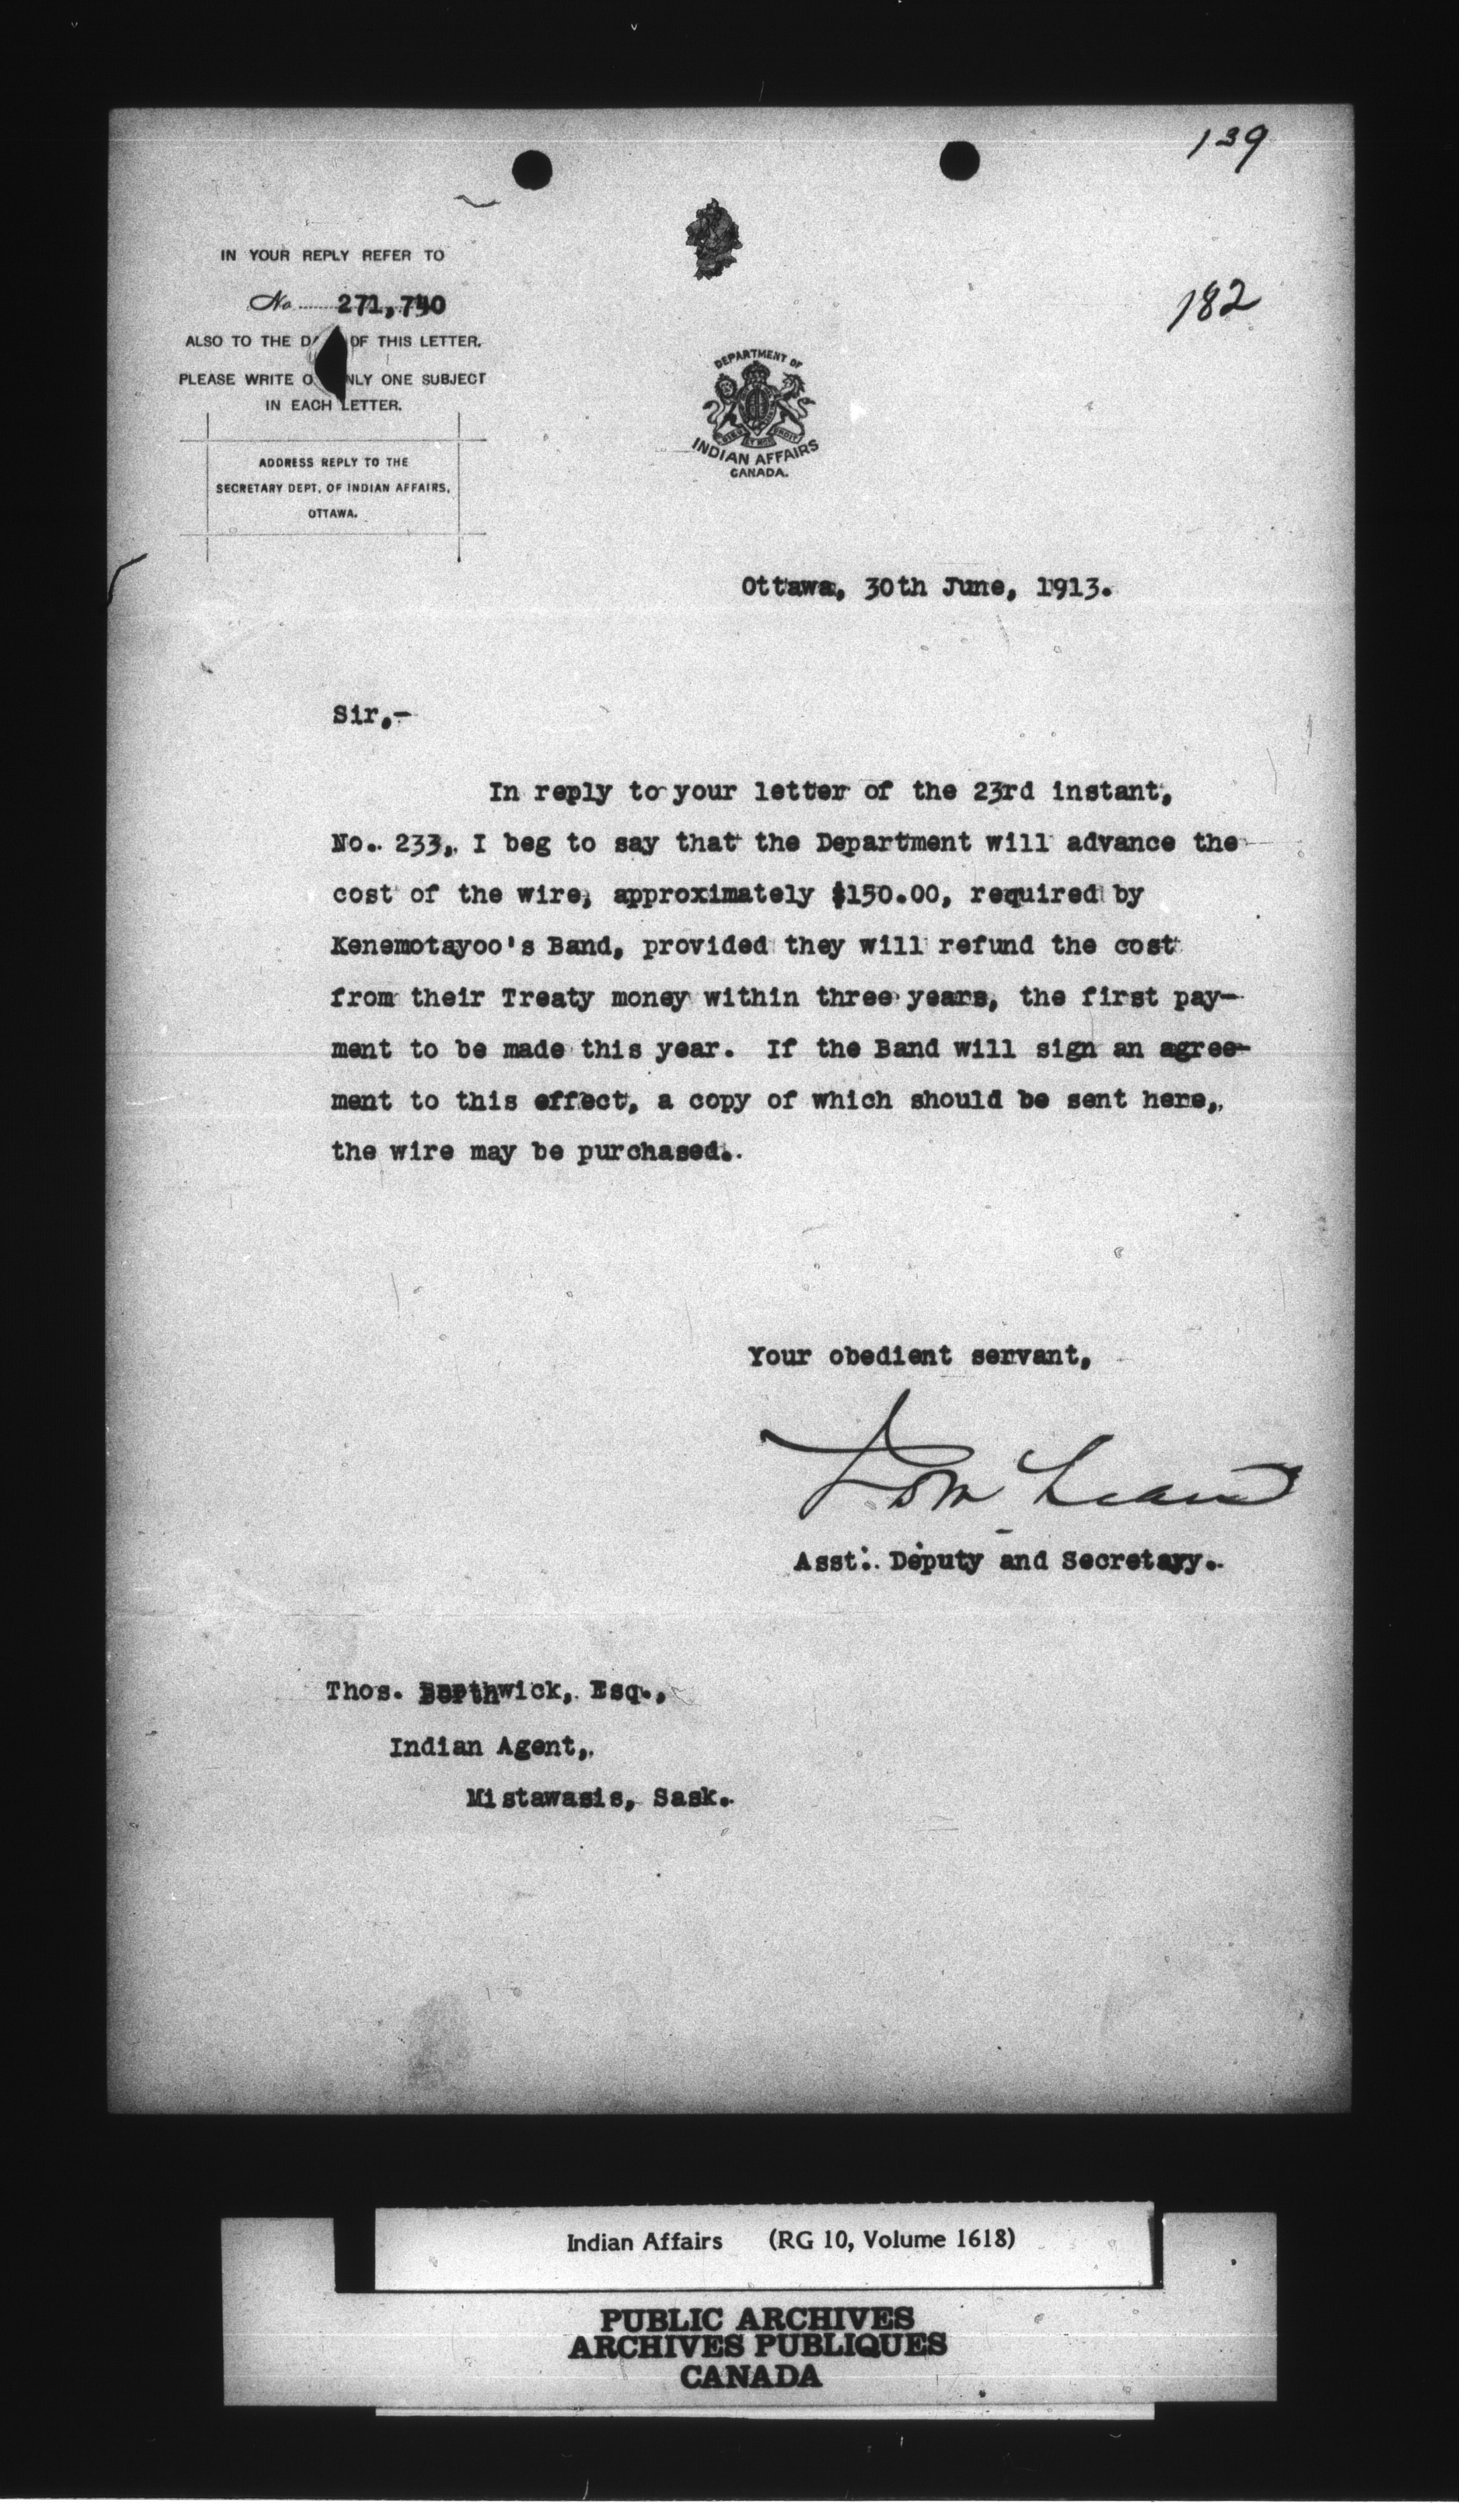 139
182
IN YOUR REPLY REFER TO
No 271,740
ALSO TO THE OF THIS LETTER.
PLEASE WRITE ONLY ONE SUBJECT
IN EACH LETTER.
ADDRESS REPLY TO THE
SECRETARY DEPT. OF INDIAN AFFAIRS,
OTTAWA.
DEPARTMENT OF
DIEU ET MON DROIT
INDIAN AFFAIRS
CANADA.
Ottawa, 30th June, 1913.
Sir,-
In reply to your letter of the 23rd instant,
No. 233, I beg to say that the Department will advance the
cost of the wire, approximately $150.00, required by
Kenemotayoo's Band, provided they will refund the cost
from their Treaty money within three years, the first pay-
ment to be made this year. If the Band will sign an agree-
ment to this effect, a copy of which should be sent here,
the wire may be purchased.
Your obedient servant,
Asst. Deputy and Secretary.
Thos. Borthwick, Esq.,
Indian Agent,
Mistawasis, Sask.
Indian Affairs (RG 10, Volume 1618)
PUBLIC ARCHIVES
ARCHIVES PUBLIQUES
CANADA